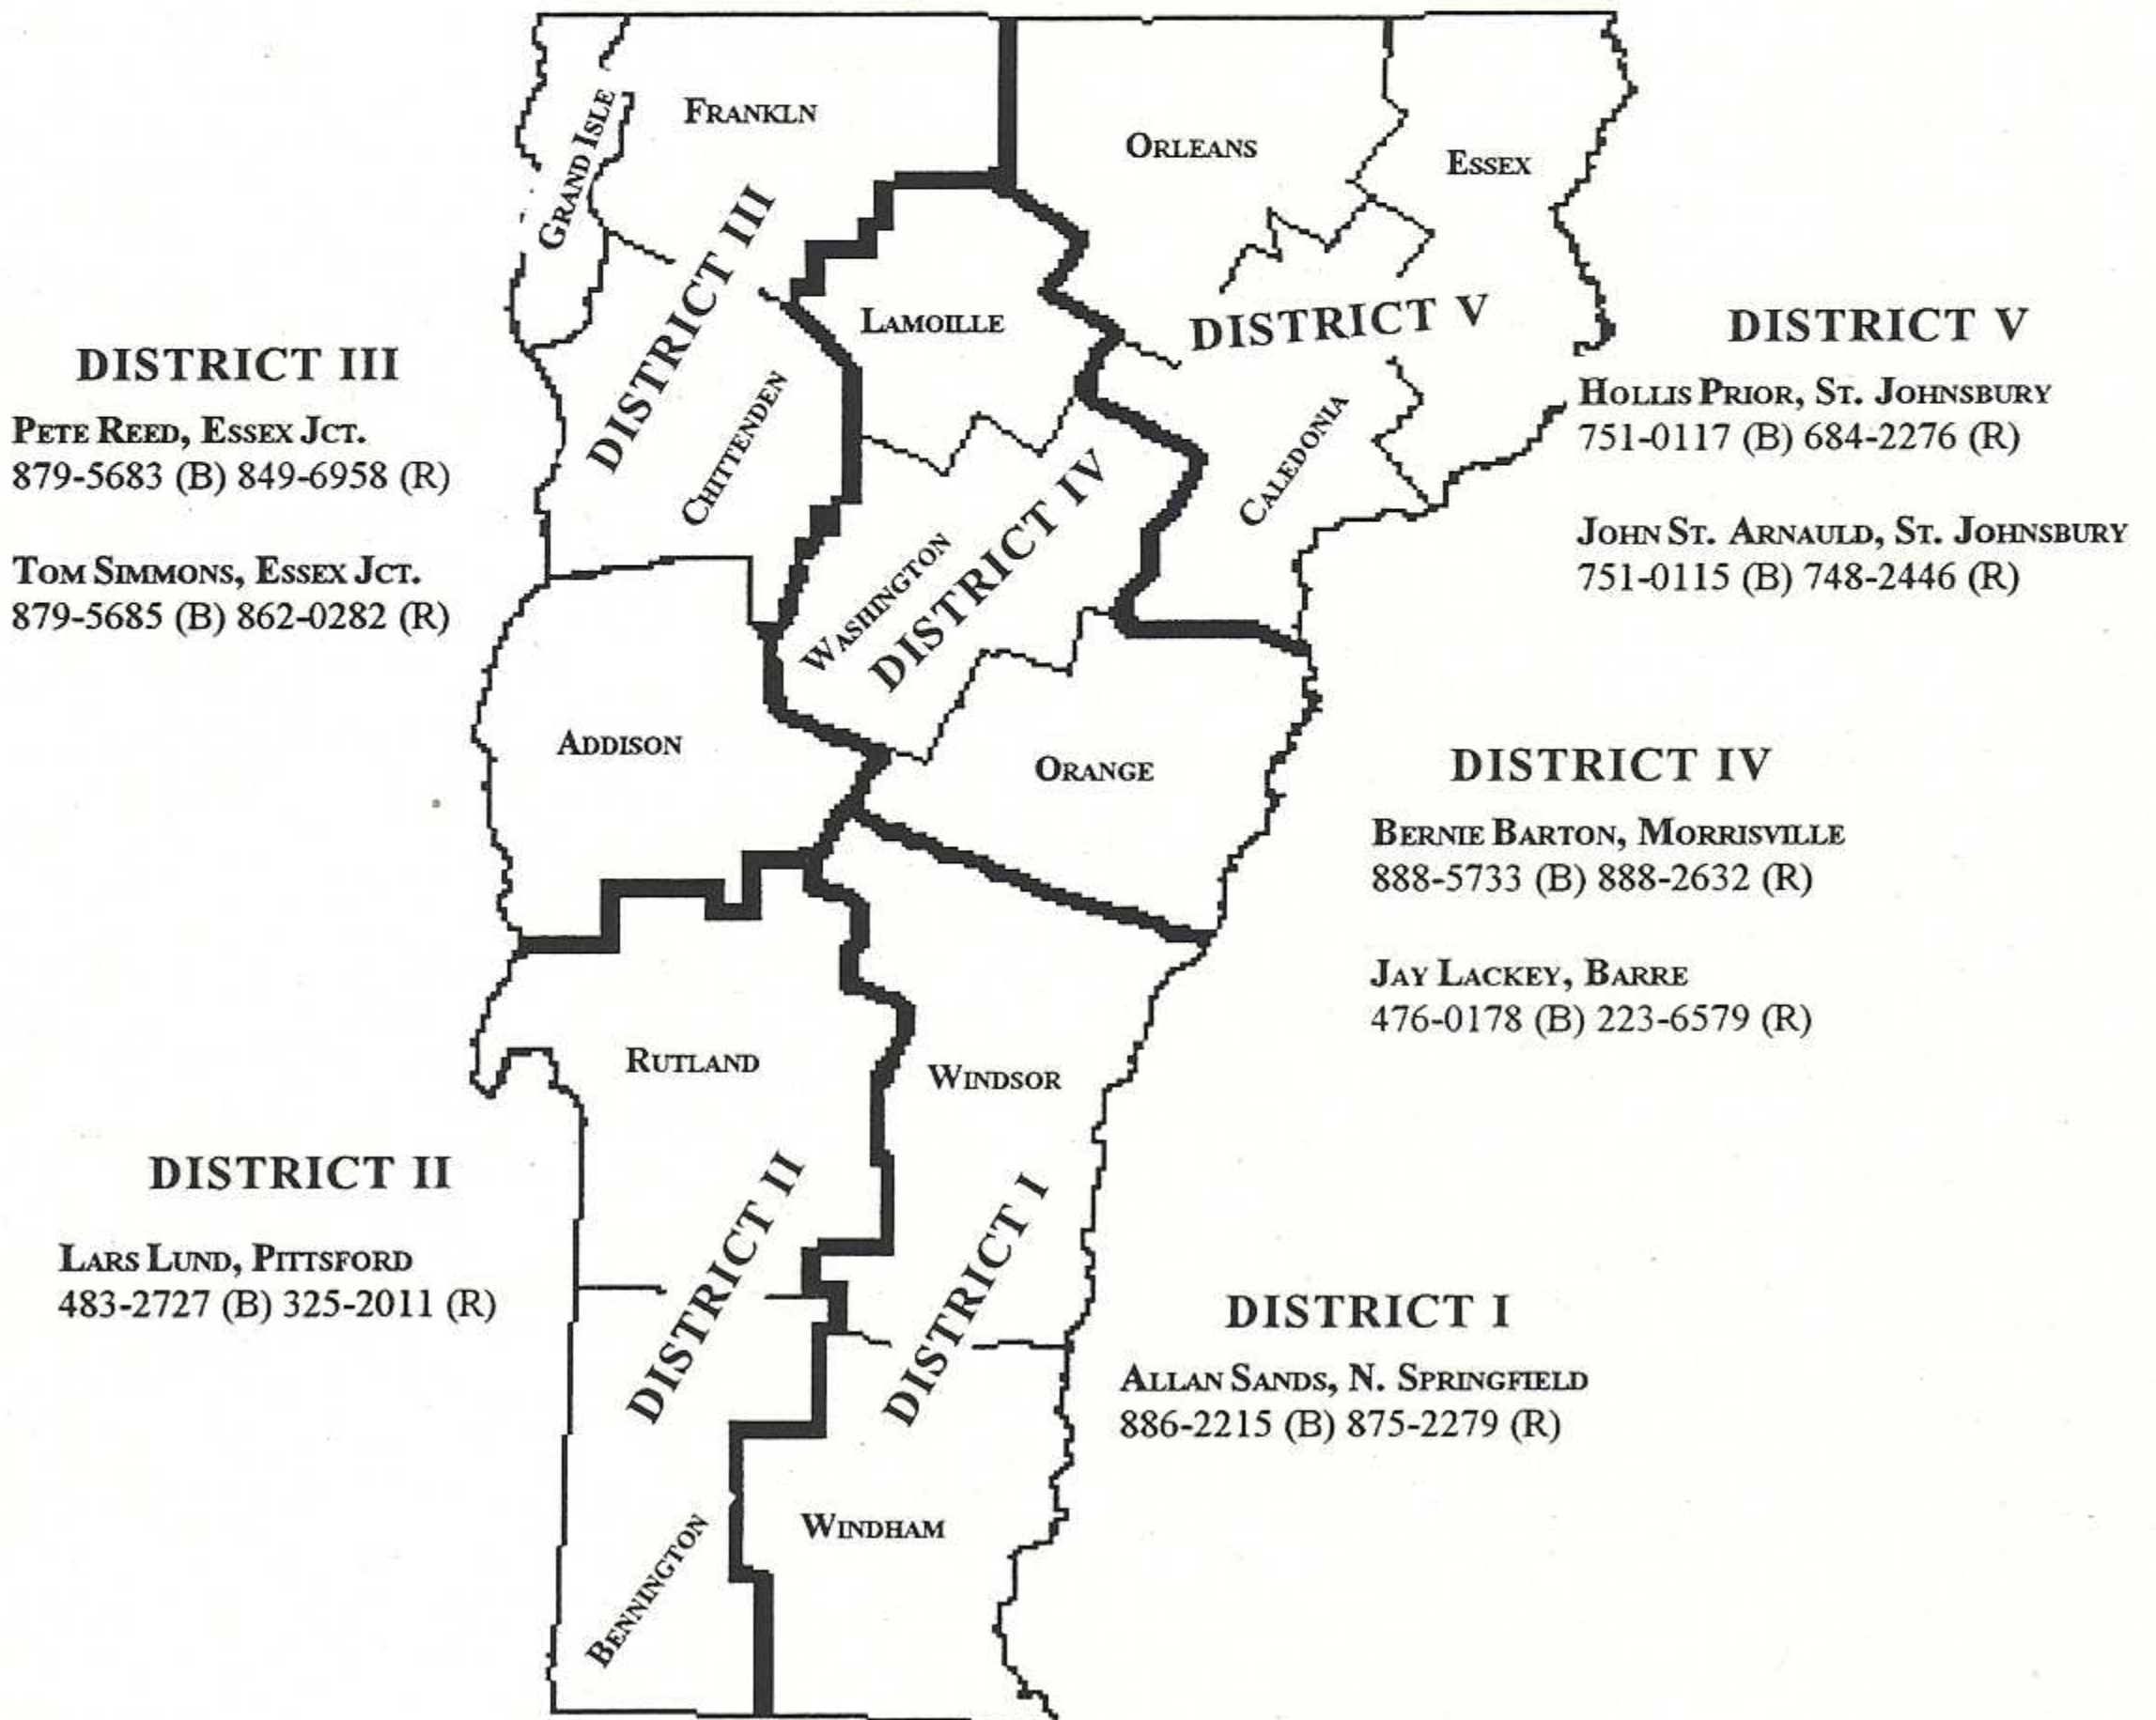 FRANKLN
GRAND ISLE
ORLEANS
ESSEX
DISTRICT III
LAMOILLE
DISTRICT V
CHITTENDEN
CALEDONIA
WASHINGTON
DISTRICT IV
ADDISON
ORANGE
RUTLAND
WINDSOR
DISTRICT II
DISTRICT I
BENNINGTON
WINDHAM
DISTRICT III
PETE REED, ESSEX JCT.
879-5683 (B) 849-6958 (R)
TOM SIMMONS, ESSEX JCT.
879-5685 (B) 862-0282 (R)
DISTRICT V
HOLLIS PRIOR, ST. JOHNSBURY
751-0117 (B) 684-2276 (R)
JOHN ST. ARNAULD, ST. JOHNSBURY
751-0115 (B) 748-2446 (R)
DISTRICT IV
BERNIE BARTON, MORRISVILLE
888-5733 (B) 888-2632 (R)
JAY LACKEY, BARRE
476-0178 (B) 223-6579 (R)
DISTRICT II
LARS LUND, PITTSFORD
483-2727 (B) 325-2011 (R)
DISTRICT I
ALLAN SANDS, N. SPRINGFIELD
886-2215 (B) 875-2279 (R)